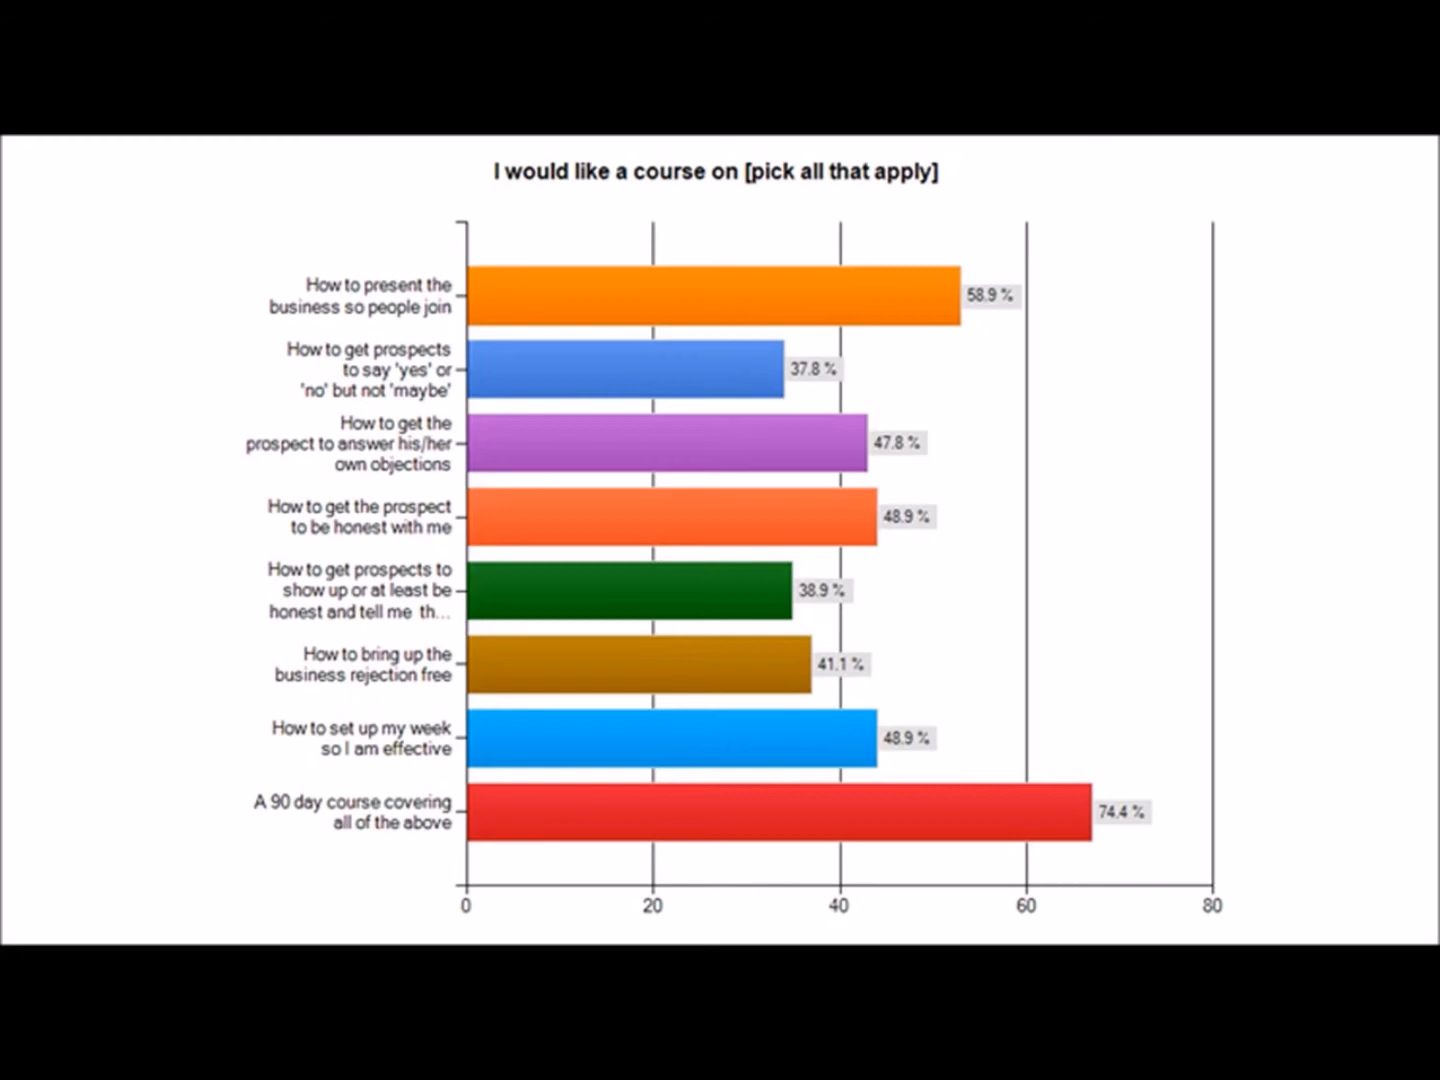 I would like a course on [pick all that apply]
How to present the
business so people join
58.9 %
How to get prospects
to say 'yes' or
'no' but not 'maybe'
37.8 %
How to get the
prospect to answer his/her
own objections
47.8 %
How to get the prospect
to be honest with me
48.9 %
How to get prospects to
show up or at least be
honest and tell me  th...
38.9 %
How to bring up the
business rejection free
41.1 %
How to set up my week
so I am effective
48.9 %
A 90 day course covering
all of the above
74.4 %
0 20 40 60 80